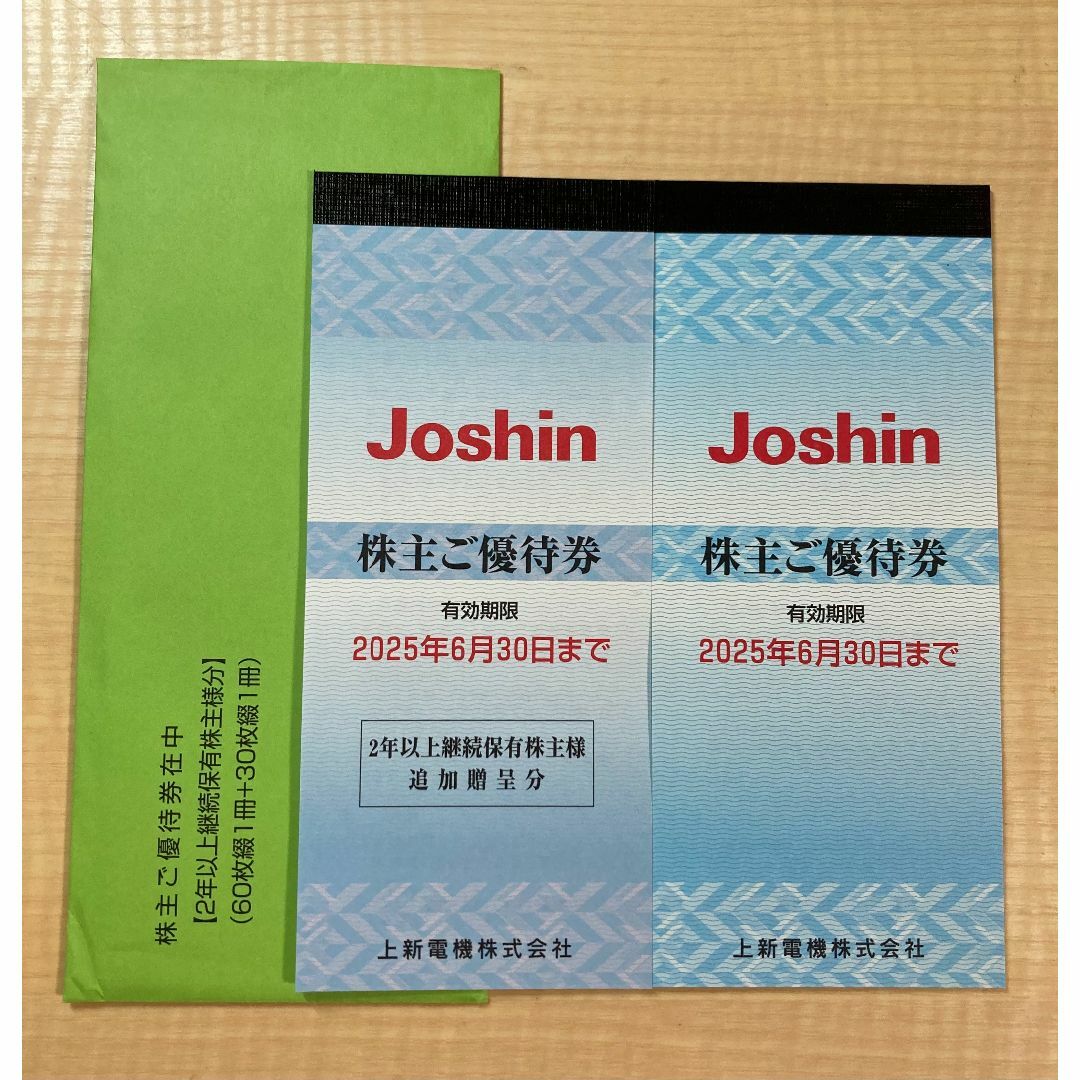 株主ご優待券在中
【2年以上継続保有株主様分】
(60枚綴1冊+30枚綴1冊)
Joshin
株主ご優待券
有効期限
2025年6月30日まで
2年以上継続保有株主様
追加贈呈分
上新電機株式会社
Joshin
株主ご優待券
有効期限
2025年6月30日まで
上新電機株式会社